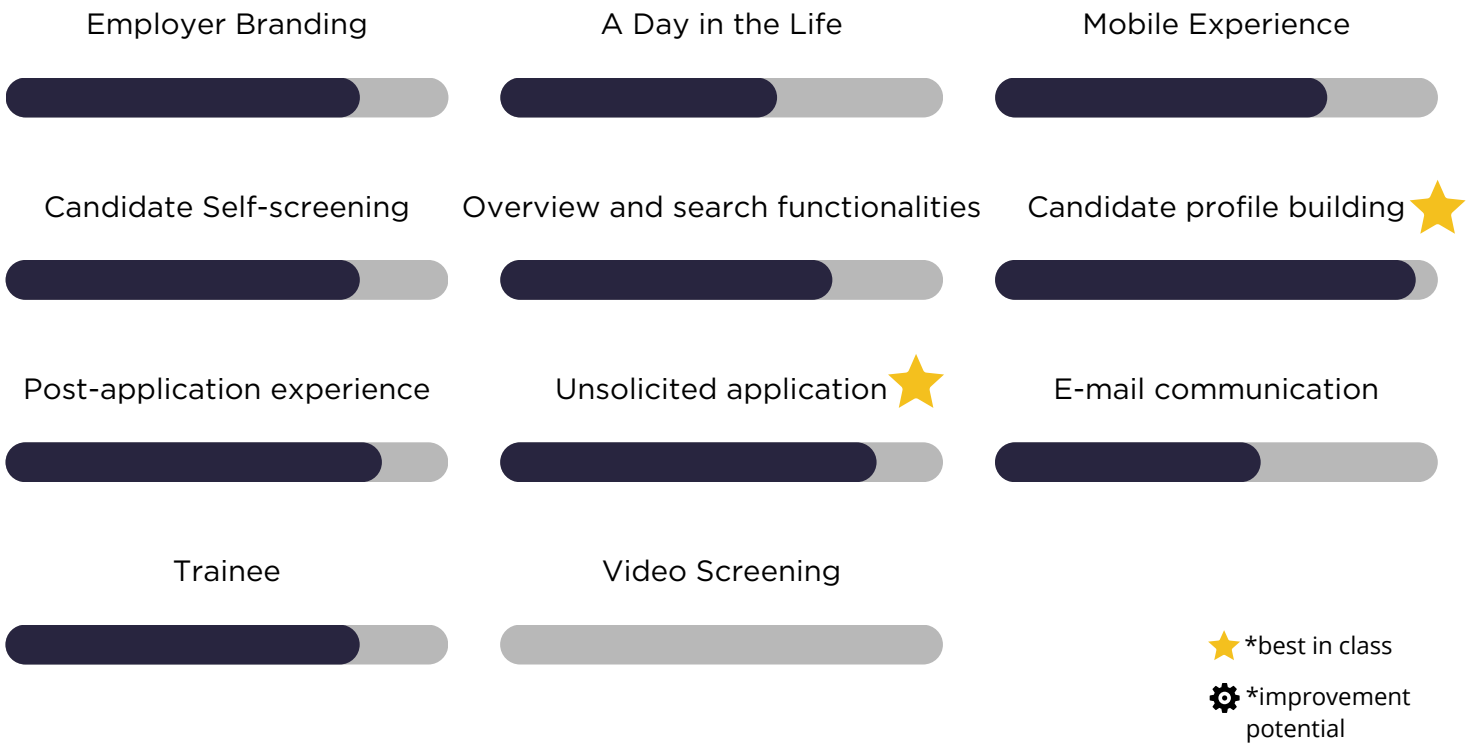 Employer Branding
A Day in the Life
Mobile Experience
Candidate Self-screening
Overview and search functionalities
Candidate profile building
Post-application experience
Unsolicited application
E-mail communication
Trainee
Video Screening
*best in class
*improvement
potential